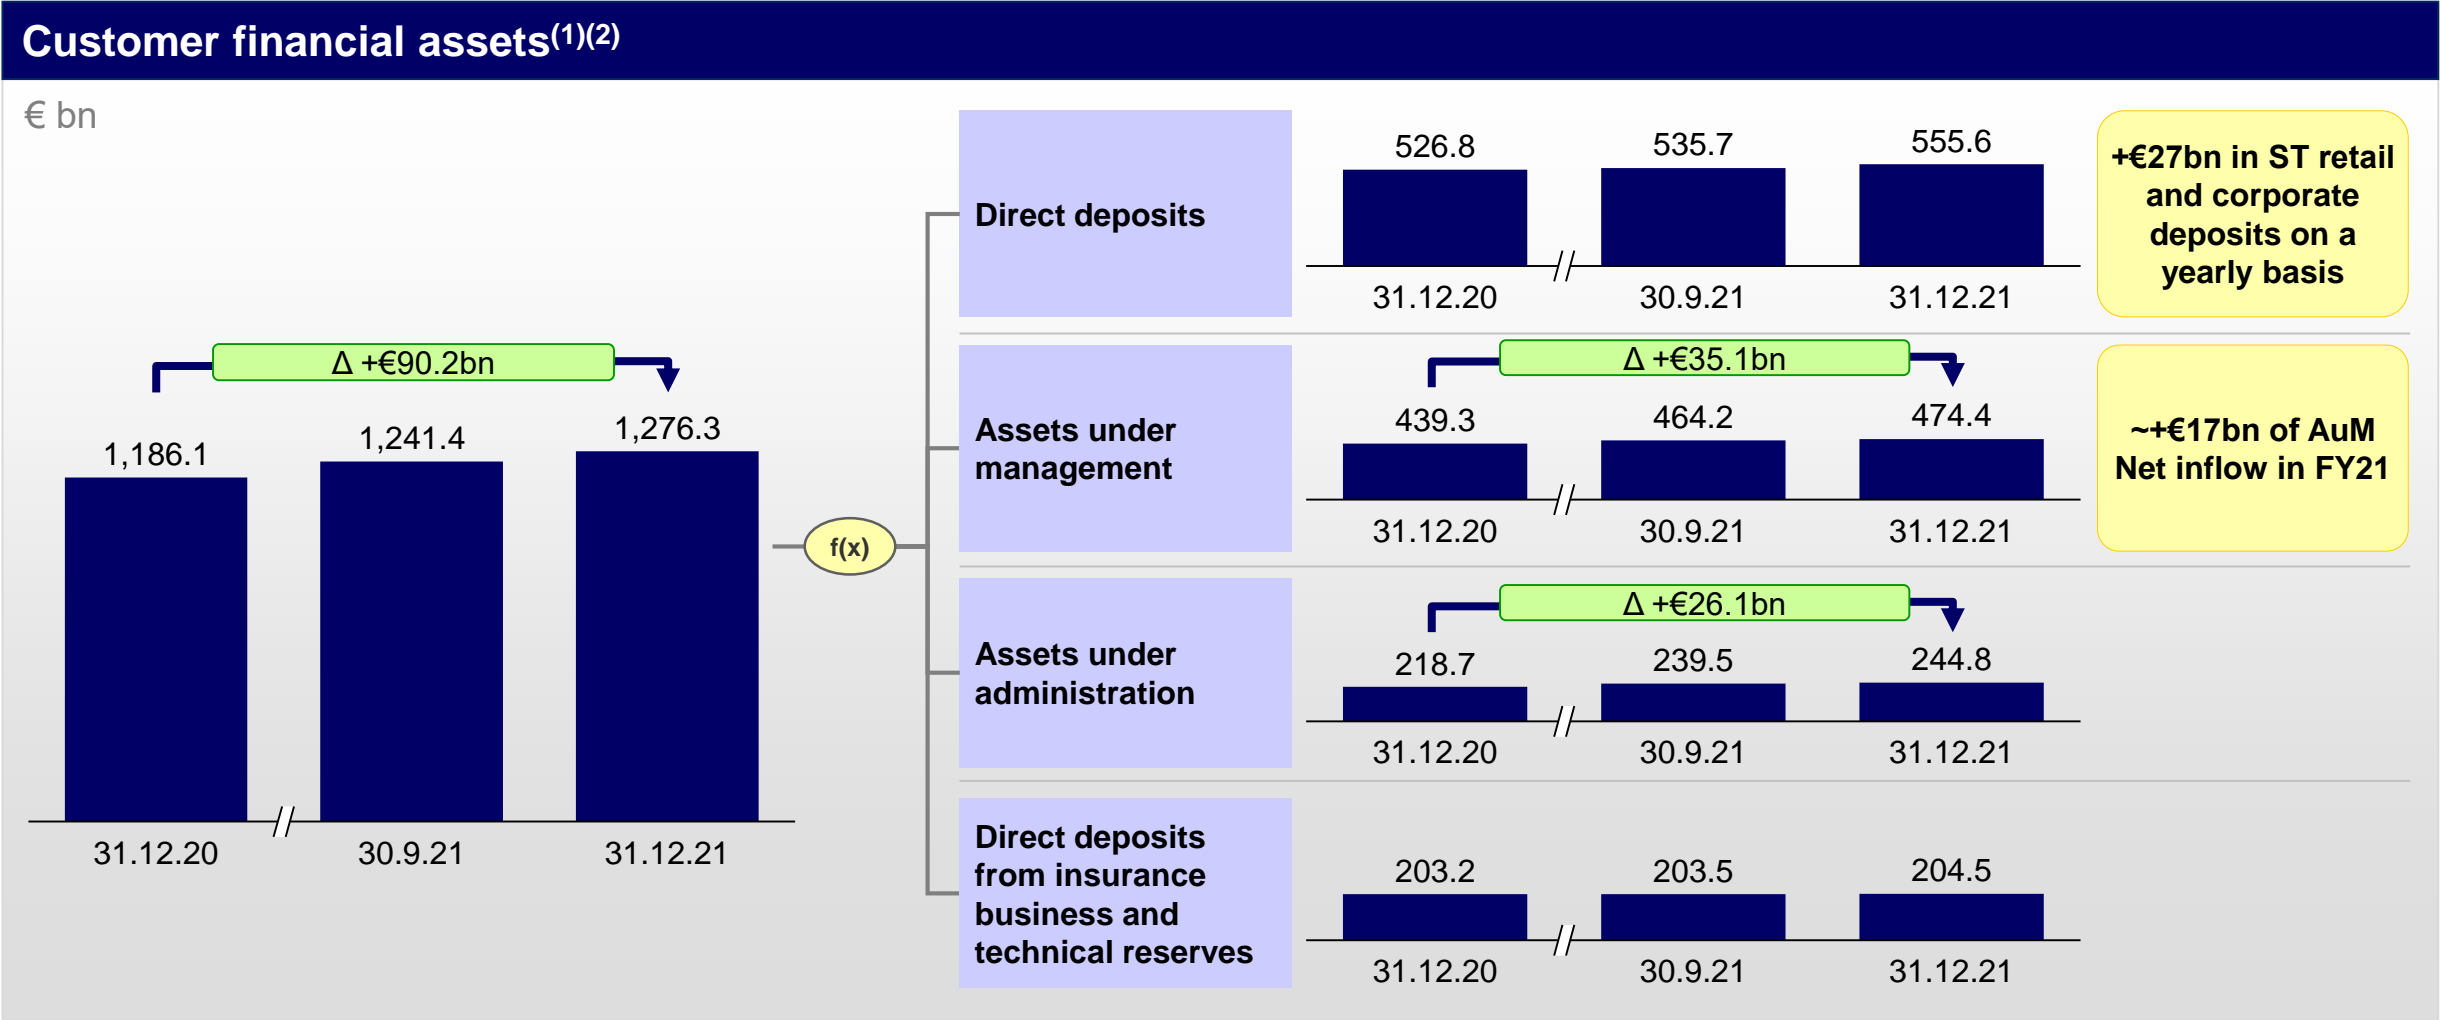 Customer financial assets(1)(2)
€ bn
Δ +€90.2bn
1,186.1
1,241.4
1,276.3
31.12.20
30.9.21
31.12.21
f(x)
Direct deposits
526.8
535.7
555.6
31.12.20
30.9.21
31.12.21
+€27bn in ST retail
and corporate
deposits on a
yearly basis
Assets under
management
Δ +€35.1bn
439.3
464.2
474.4
31.12.20
30.9.21
31.12.21
~+€17bn of AuM
Net inflow in FY21
Assets under
administration
Δ +€26.1bn
218.7
239.5
244.8
31.12.20
30.9.21
31.12.21
Direct deposits
from insurance
business and
technical reserves
203.2
203.5
204.5
31.12.20
30.9.21
31.12.21